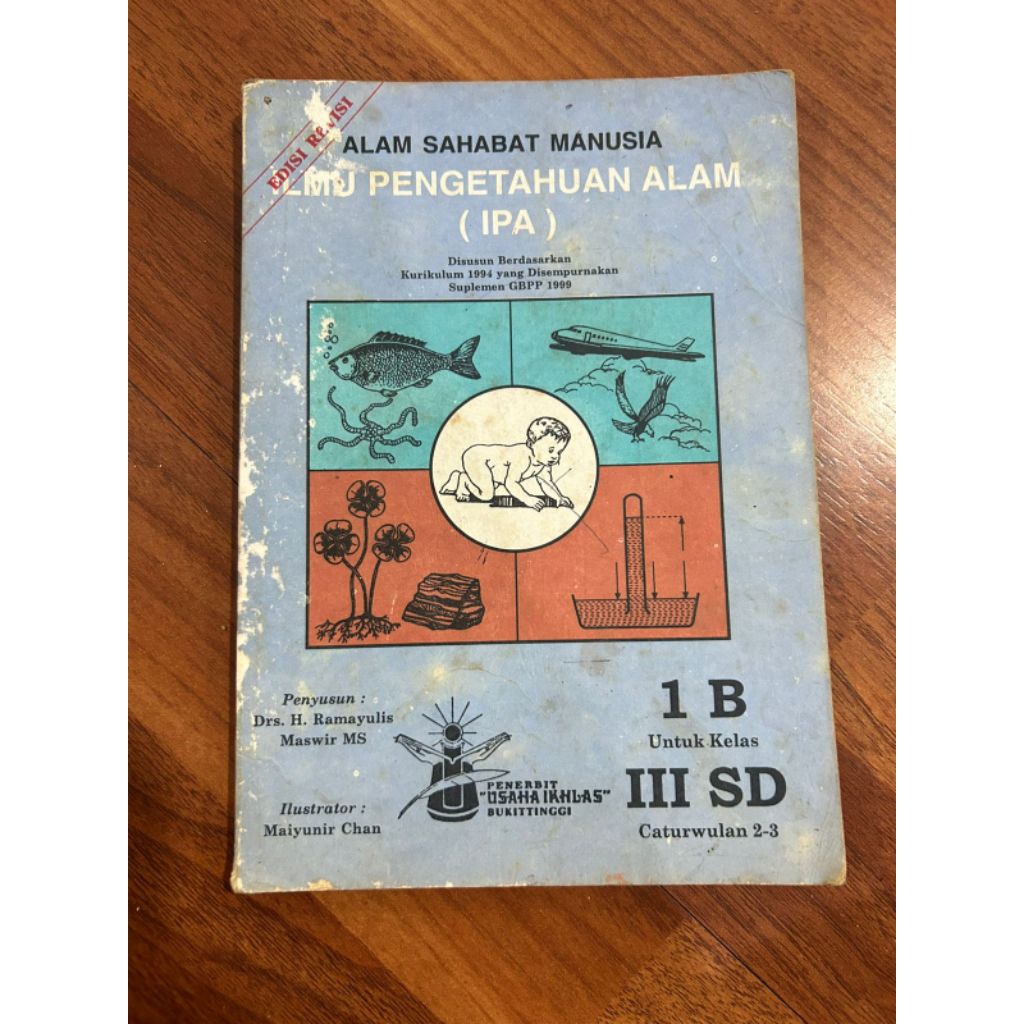 EDISI REVISI
ALAM SAHABAT MANUSIA
ILMU PENGETAHUAN ALAM
( IPA )
Disusun Berdasarkan
Kurikulum 1994 yang Disempurnakan
Suplemen GBPP 1999
Penyusun :
Drs. H. Ramayulis
Maswir MS
Ilustrator :
Maiyunir Chan
PENERBIT
"USAHA IKHLAS"
BUKITTINGGI
1 B
Untuk Kelas
III SD
Caturwulan 2-3